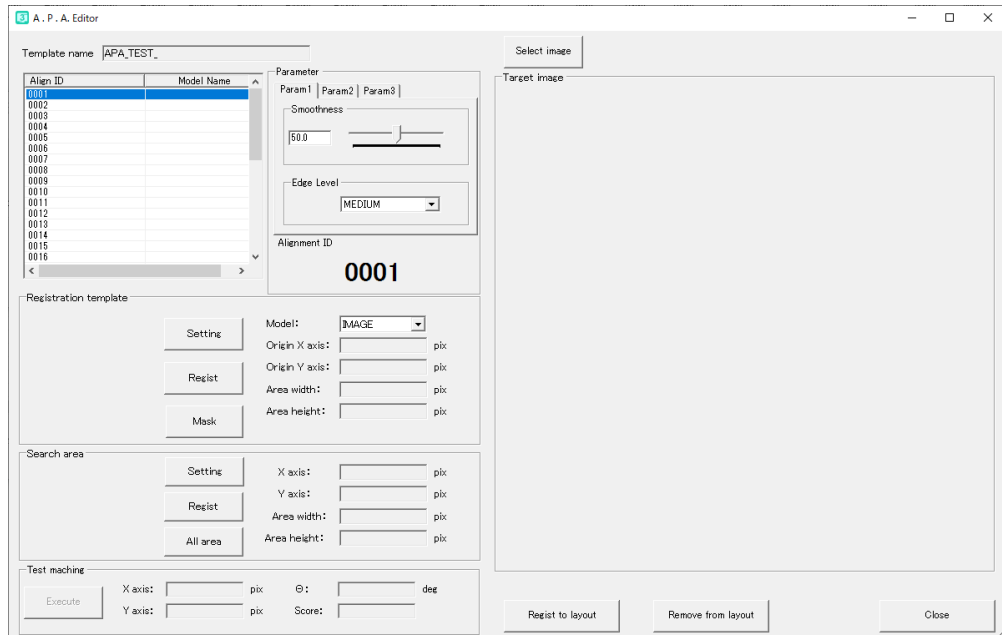 A . P . A. Editor
Template name APA_TEST_
Select image
Align ID Model Name
0001
0002
0003
0004
0005
0006
0007
0008
0009
0010
0011
0012
0013
0014
0015
0016
Parameter
Param1 Param2 Param3
Smoothness
50.0
Edge Level
MEDIUM
Alignment ID
0001
Target image
Registration template
Setting
Regist
Mask
Model: IMAGE
Origin X axis: pix
Origin Y axis: pix
Area width: pix
Area height: pix
Search area
Setting
Regist
All area
X axis: pix
Y axis: pix
Area width: pix
Area height: pix
Test maching
Execute
X axis: pix Θ: deg
Y axis: pix Score:
Regist to layout Remove from layout Close